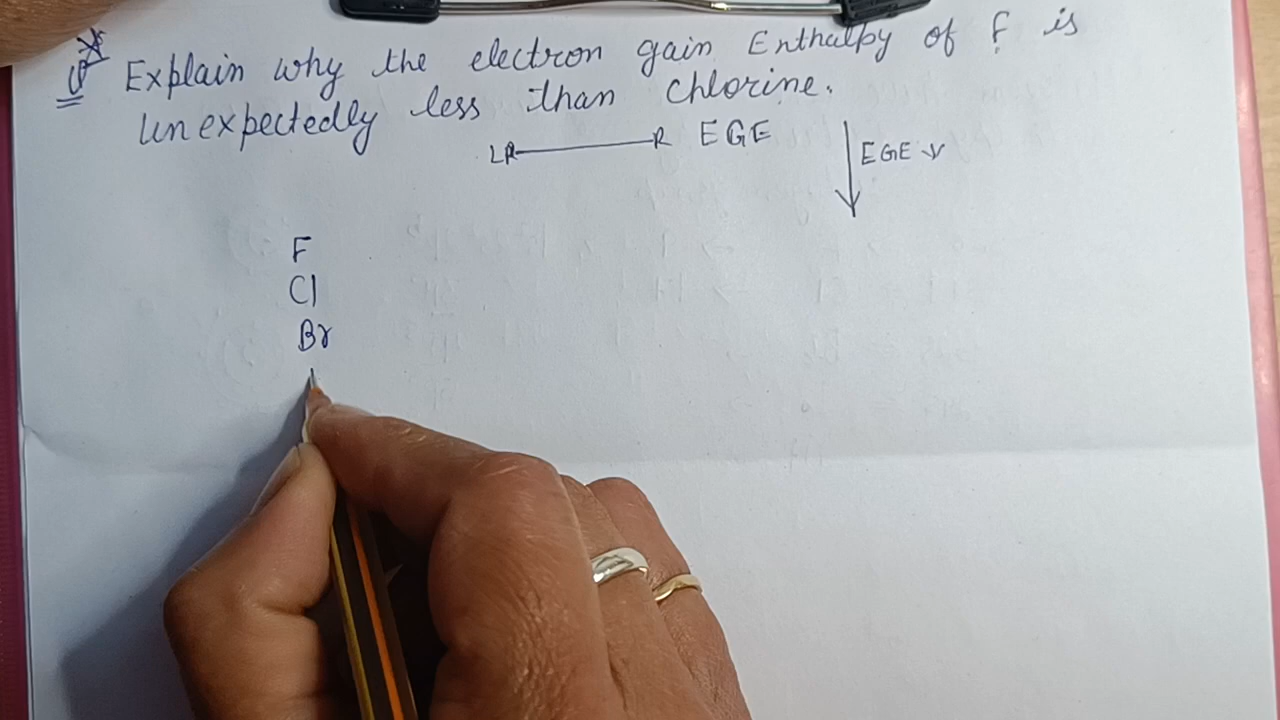 Q Explain why the electron gain Enthalpy of F is
Unexpectedly less than chlorine.
LR R EGE
EGE ↓
F
Cl
Br